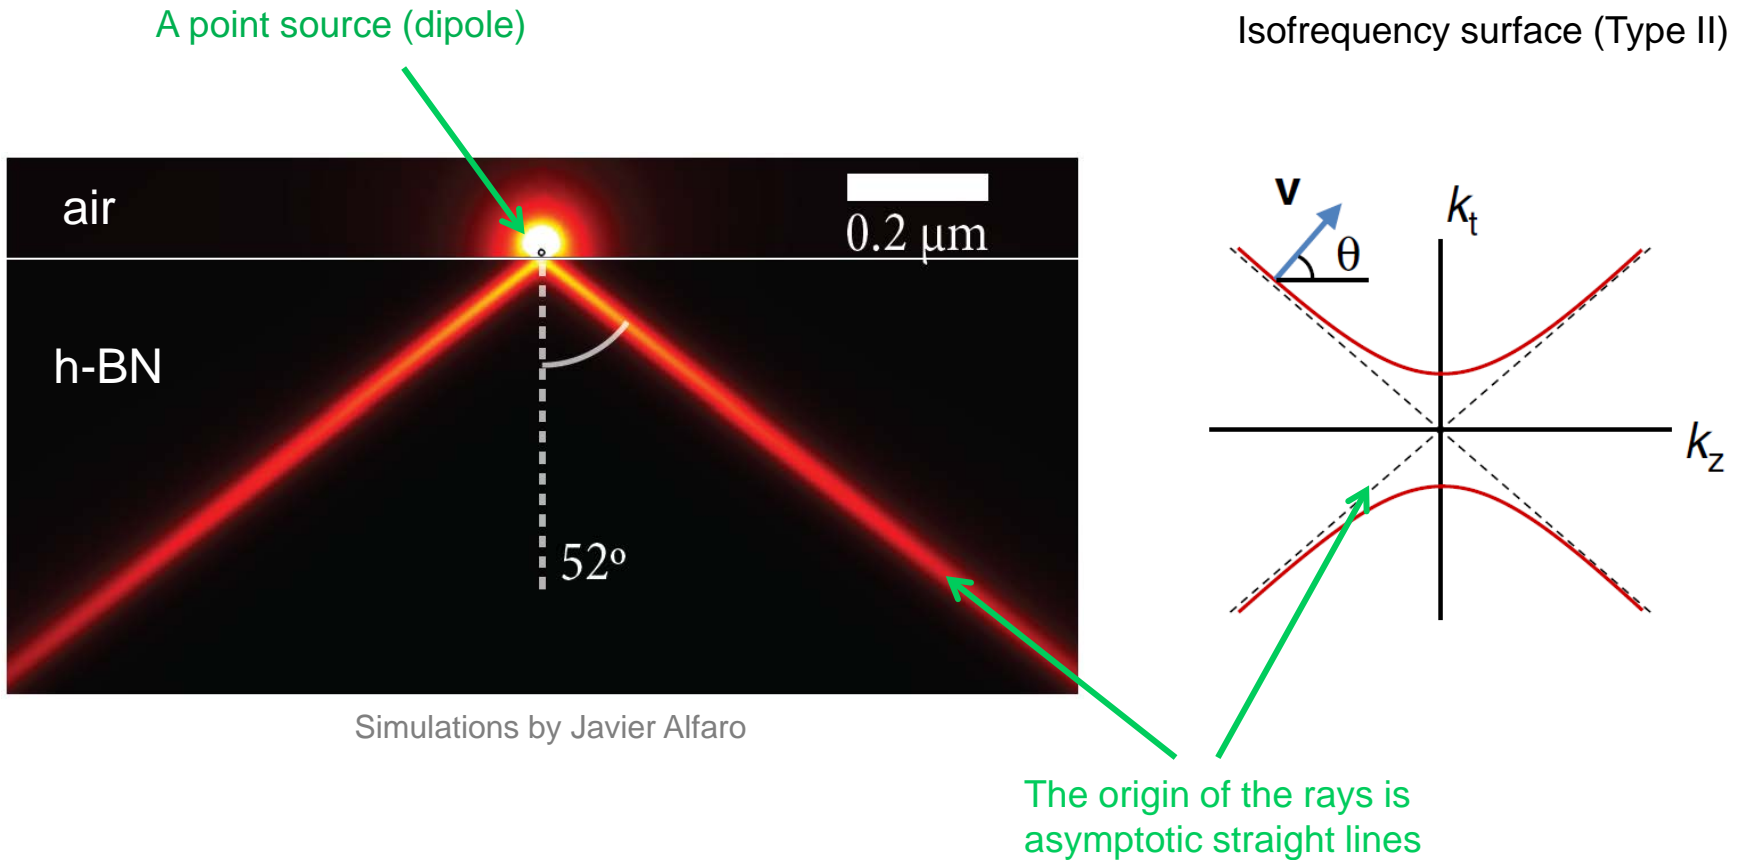 A point source (dipole)
Isofrequency surface (Type II)
air
0.2 μm
h-BN
52º
v
θ
kt
kz
Simulations by Javier Alfaro
The origin of the rays is
asymptotic straight lines